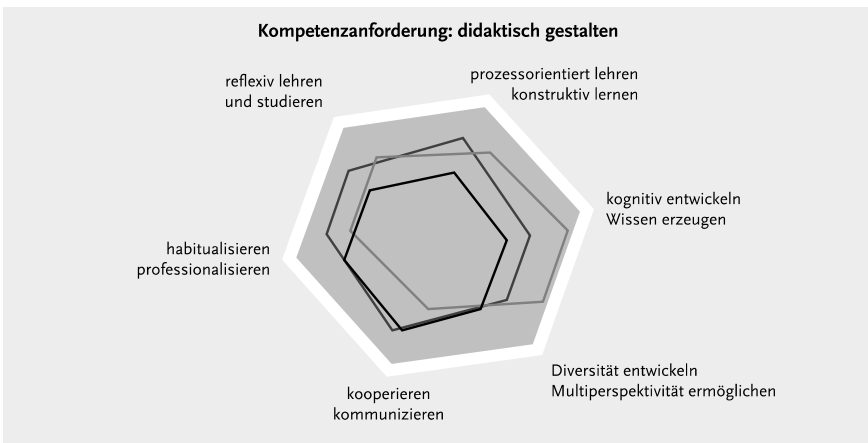 Kompetenzanforderung: didaktisch gestalten
reflexiv lehren
und studieren
prozessorientiert lehren
konstruktiv lernen
kognitiv entwickeln
Wissen erzeugen
habitualisieren
professionalisieren
Diversität entwickeln
Multiperspektivität ermöglichen
kooperieren
kommunizieren